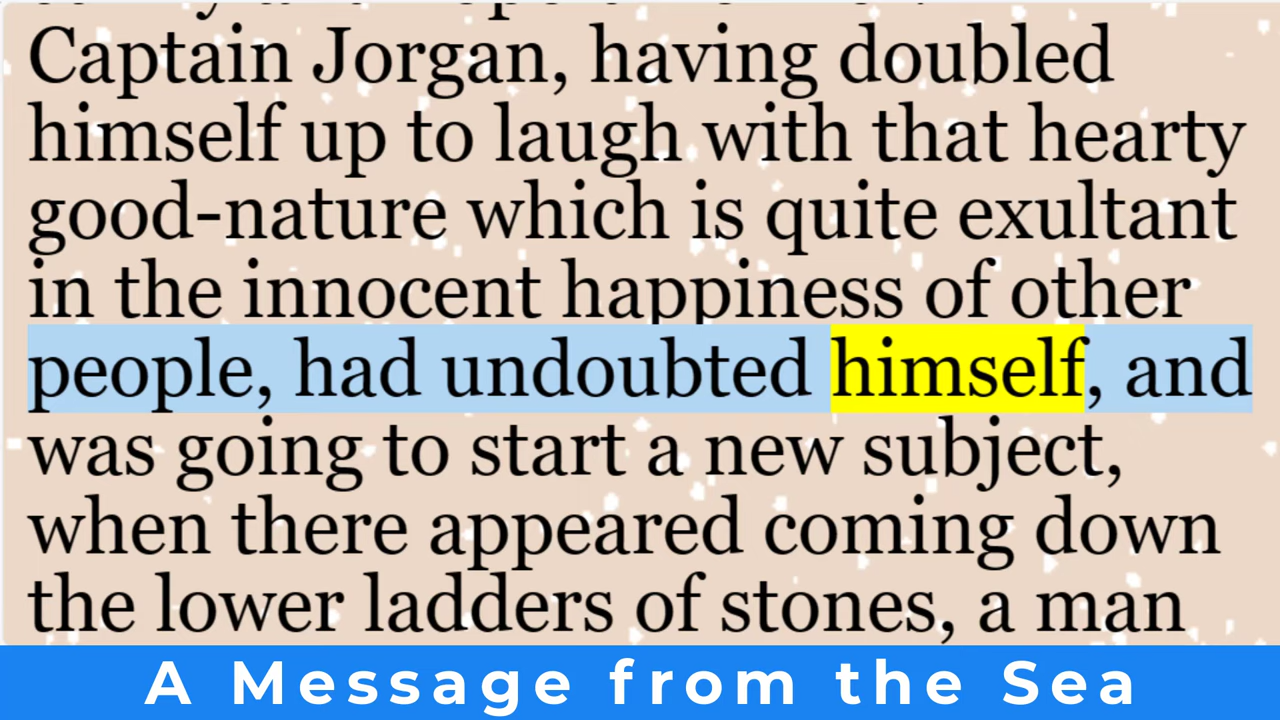 Captain Jorgan, having doubled
himself up to laugh with that hearty
good-nature which is quite exultant
in the innocent happiness of other
people, had undoubted himself, and
was going to start a new subject,
when there appeared coming down
the lower ladders of stones, a man
A Message from the Sea